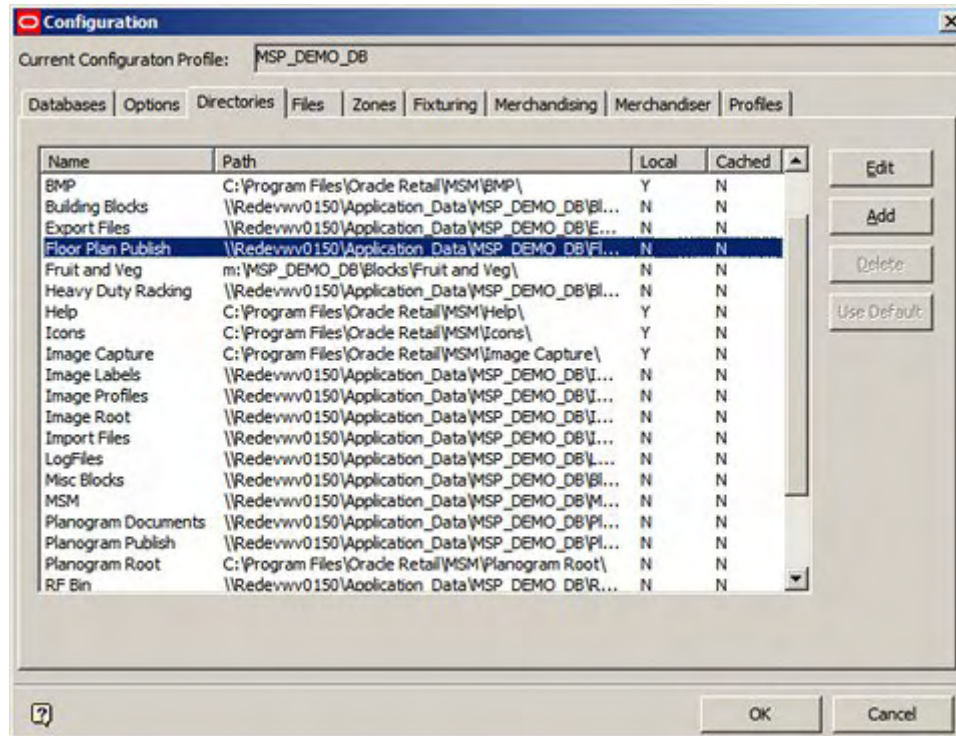 Configuration
Current Configuraton Profile: MSP_DEMO_DB
Databases Options Directories Files Zones Fixturing Merchandising Merchandiser Profiles
Name Path Local Cached
BMP C:\Program Files\Oracle Retail\MSM\BMP\ Y N
Building Blocks \\Redevwv0150\Application_Data\MSP_DEMO_DB\Bl... N N
Export Files \\Redevwv0150\Application_Data\MSP_DEMO_DB\E... N N
Floor Plan Publish \\Redevwv0150\Application_Data\MSP_DEMO_DB\Fl... N N
Fruit and Veg m:\MSP_DEMO_DB\Blocks\Fruit and Veg\ N N
Heavy Duty Racking \\Redevwv0150\Application_Data\MSP_DEMO_DB\Bl... N N
Help C:\Program Files\Oracle Retail\MSM\Help\ Y N
Icons C:\Program Files\Oracle Retail\MSM\Icons\ Y N
Image Capture C:\Program Files\Oracle Retail\MSM\Image Capture\ Y N
Image Labels \\Redevwv0150\Application_Data\MSP_DEMO_DB\I... N N
Image Profiles \\Redevwv0150\Application_Data\MSP_DEMO_DB\I... N N
Image Root \\Redevwv0150\Application_Data\MSP_DEMO_DB\I... N N
Import Files \\Redevwv0150\Application_Data\MSP_DEMO_DB\I... N N
LogFiles \\Redevwv0150\Application_Data\MSP_DEMO_DB\L... N N
Misc Blocks \\Redevwv0150\Application_Data\MSP_DEMO_DB\Bl... N N
MSM \\Redevwv0150\Application_Data\MSP_DEMO_DB\M... N N
Planogram Documents \\Redevwv0150\Application_Data\MSP_DEMO_DB\Pl... N N
Planogram Publish \\Redevwv0150\Application_Data\MSP_DEMO_DB\Pl... N N
Planogram Root C:\Program Files\Oracle Retail\MSM\Planogram Root\ N N
RF Bin \\Redevwv0150\Application_Data\MSP_DEMO_DB\R... N N
Edit
Add
Delete
Use Default
OK Cancel